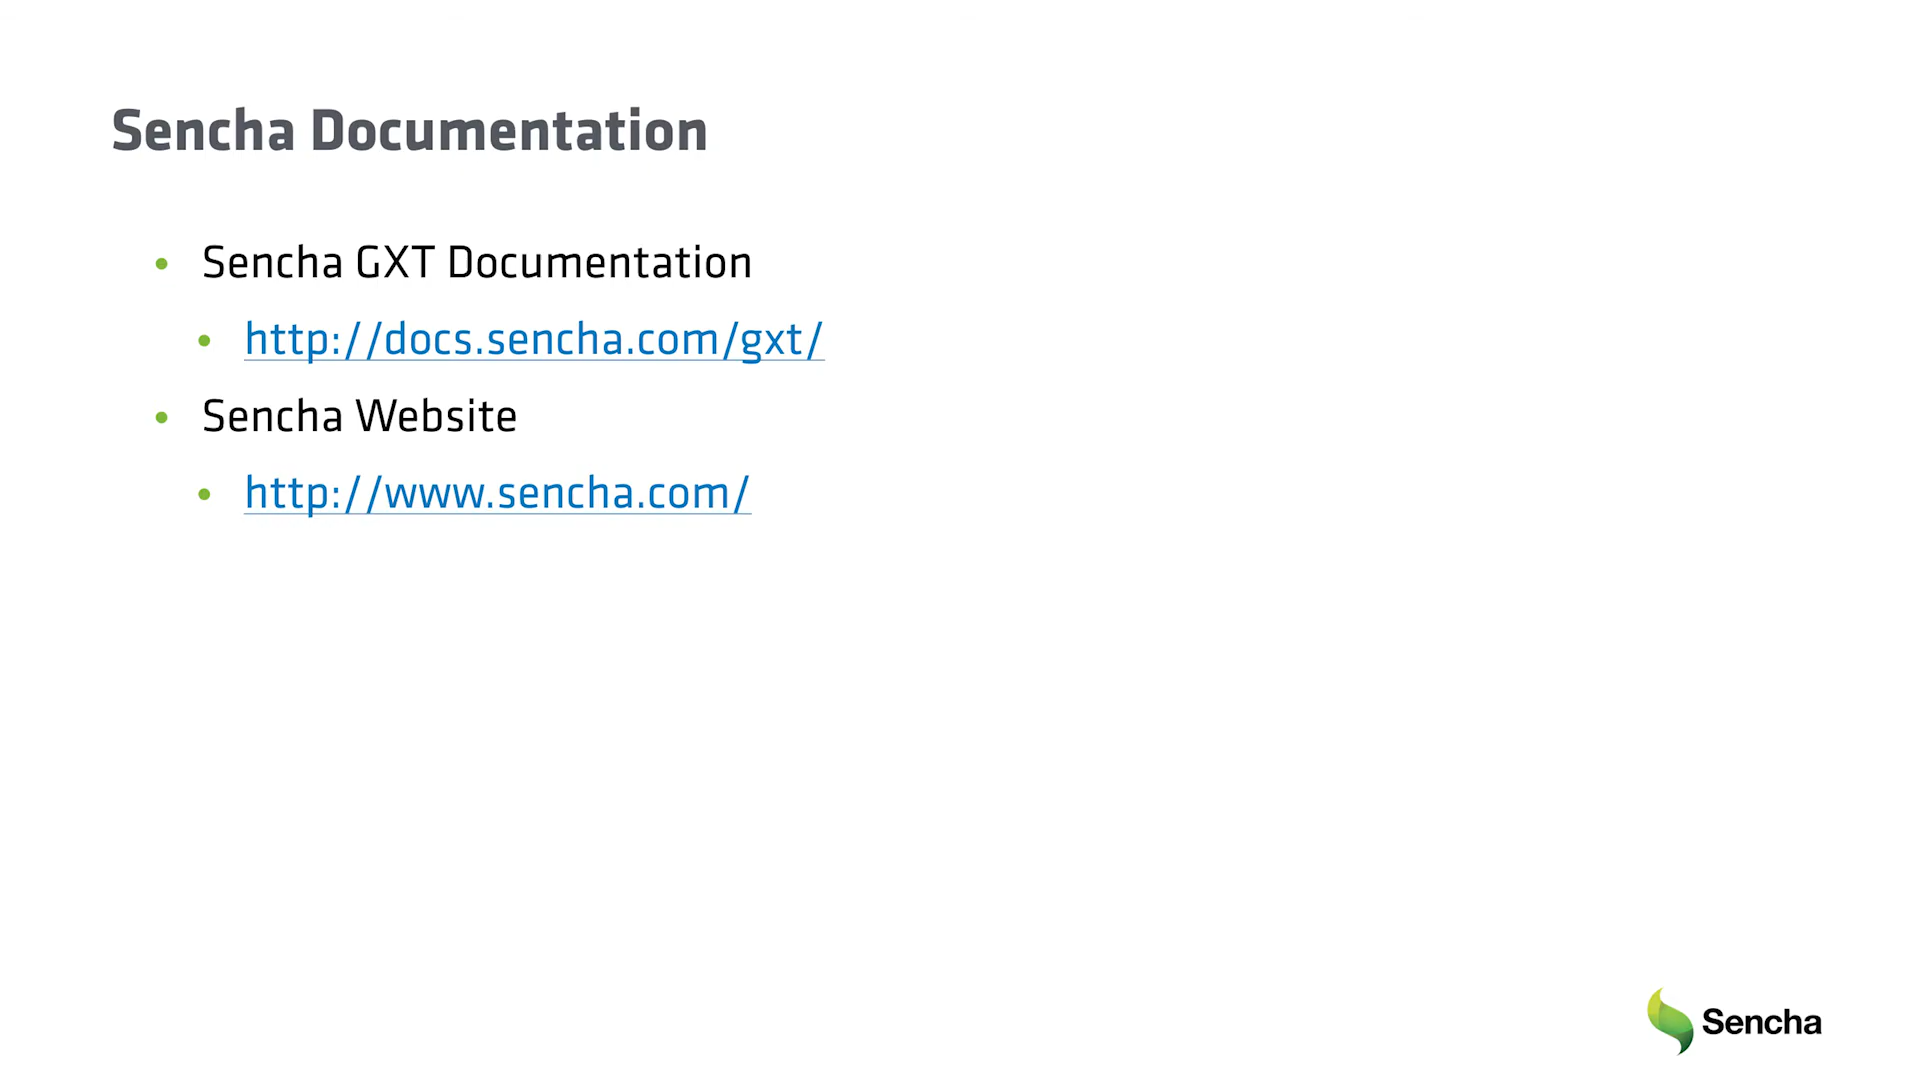 Sencha Documentation
• Sencha GXT Documentation
• http://docs.sencha.com/gxt/
• Sencha Website
• http://www.sencha.com/
Sencha